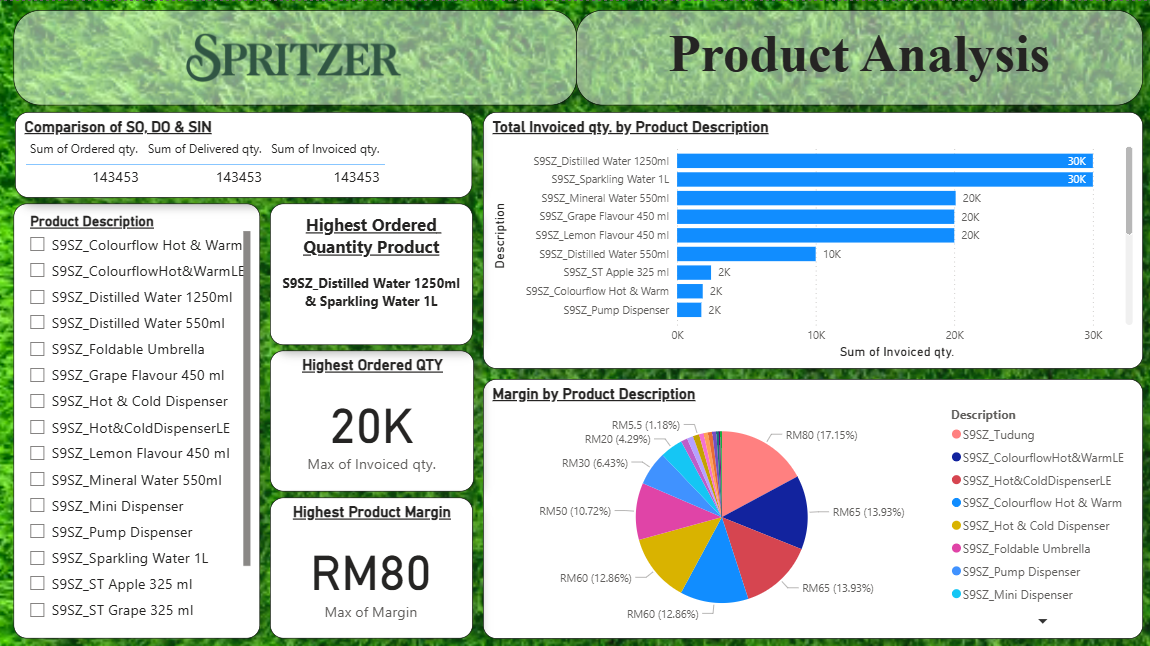 SPRITZER
Product Analysis
Comparison of SO, DO & SIN
Sum of Ordered qty. Sum of Delivered qty. Sum of Invoiced qty.
143453 143453 143453
Product Description
S9SZ_Colourflow Hot & Warm
S9SZ_ColourflowHot&WarmLE
S9SZ_Distilled Water 1250ml
S9SZ_Distilled Water 550ml
S9SZ_Foldable Umbrella
S9SZ_Grape Flavour 450 ml
S9SZ_Hot & Cold Dispenser
S9SZ_Hot&ColdDispenserLE
S9SZ_Lemon Flavour 450 ml
S9SZ_Mineral Water 550ml
S9SZ_Mini Dispenser
S9SZ_Pump Dispenser
S9SZ_Sparkling Water 1L
S9SZ_ST Apple 325 ml
S9SZ_ST Grape 325 ml
Highest Ordered
Quantity Product
S9SZ_Distilled Water 1250ml
& Sparkling Water 1L
Highest Ordered QTY
20K
Max of Invoiced qty.
Highest Product Margin
RM80
Max of Margin
Total Invoiced qty. by Product Description
Description
S9SZ_Distilled Water 1250ml 30K
S9SZ_Sparkling Water 1L 30K
S9SZ_Mineral Water 550ml 20K
S9SZ_Grape Flavour 450 ml 20K
S9SZ_Lemon Flavour 450 ml 20K
S9SZ_Distilled Water 550ml 10K
S9SZ_ST Apple 325 ml 2K
S9SZ_Colourflow Hot & Warm 2K
S9SZ_Pump Dispenser 2K
0K 10K 20K 30K
Sum of Invoiced qty.
Margin by Product Description
RM5.5 (1.18%)
RM20 (4.29%)
RM30 (6.43%)
RM50 (10.72%)
RM60 (12.86%)
RM60 (12.86%)
RM80 (17.15%)
RM65 (13.93%)
RM65 (13.93%)
Description
S9SZ_Tudung
S9SZ_ColourflowHot&WarmLE
S9SZ_Hot&ColdDispenserLE
S9SZ_Colourflow Hot & Warm
S9SZ_Hot & Cold Dispenser
S9SZ_Foldable Umbrella
S9SZ_Pump Dispenser
S9SZ_Mini Dispenser